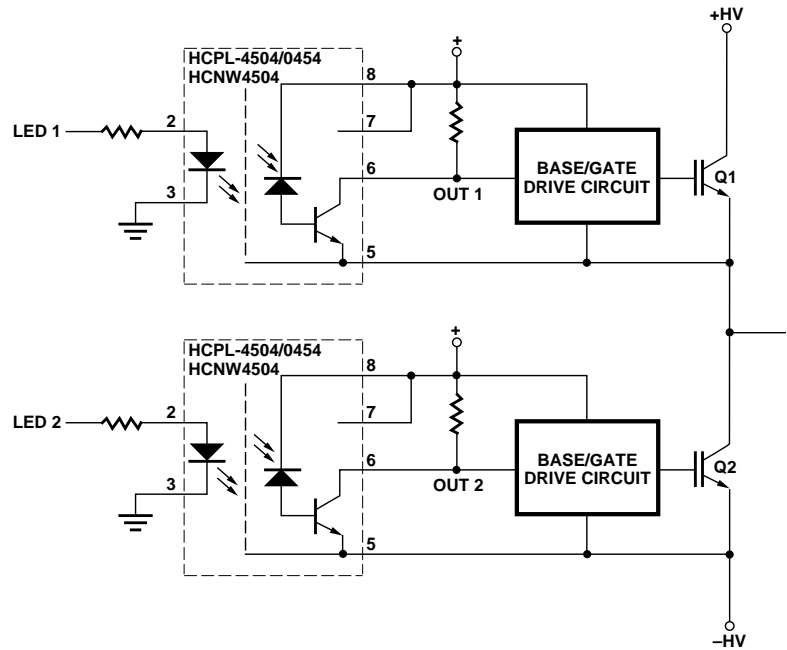 +HV
HCPL-4504/0454
HCNW4504
+
8
LED 1
2
7
3
6
OUT 1
BASE/GATE
DRIVE CIRCUIT
Q1
5
HCPL-4504/0454
HCNW4504
+
8
LED 2
2
7
3
6
OUT 2
BASE/GATE
DRIVE CIRCUIT
Q2
5
–HV